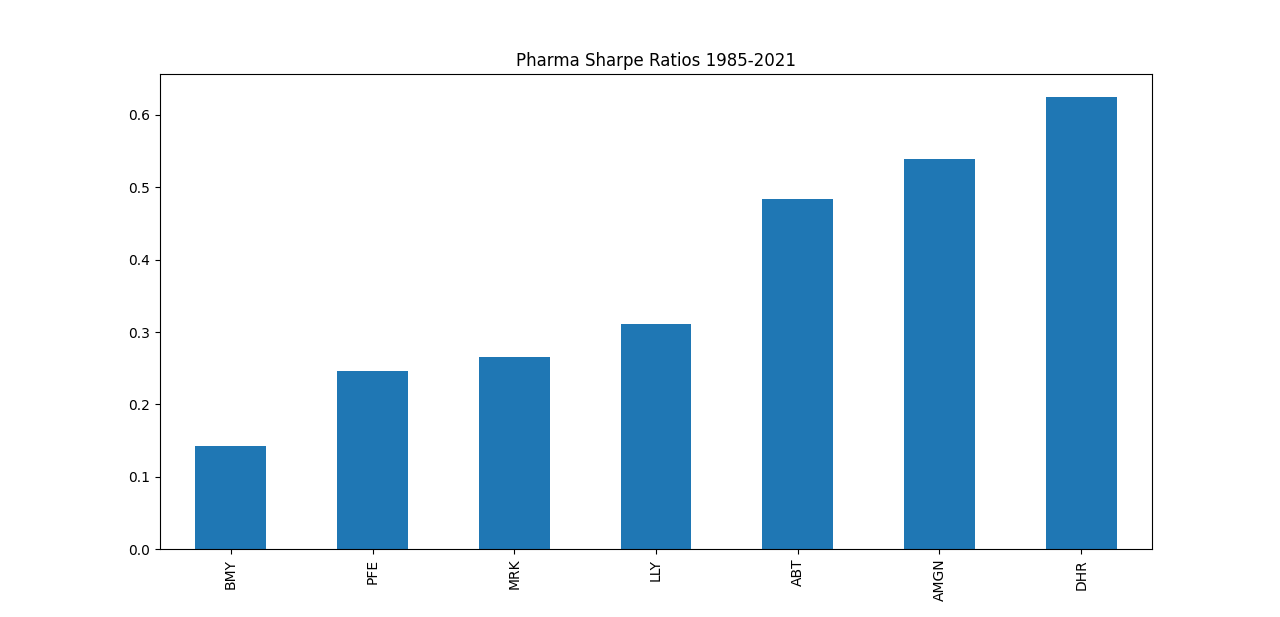 Pharma Sharpe Ratios 1985-2021
0.6
0.5
0.4
0.3
0.2
0.1
0.0
BMY
PFE
MRK
LLY
ABT
AMGN
DHR